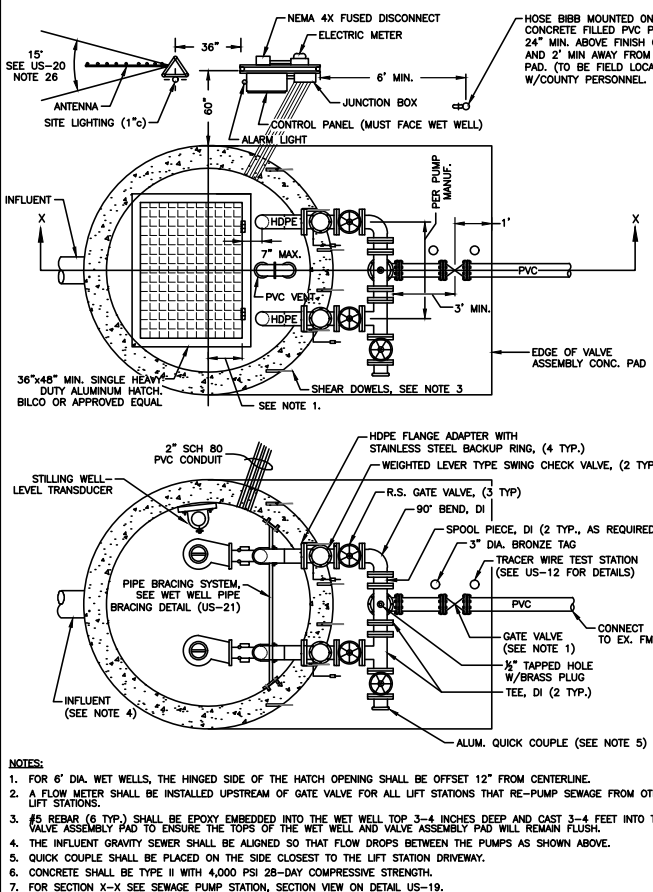 NEMA 4X FUSED DISCONNECT
ELECTRIC METER
HOSE BIBB MOUNTED ON
CONCRETE FILLED PVC P
24" MIN. ABOVE FINISH
AND 2' MIN AWAY FROM
PAD. (TO BE FIELD LOCA
W/COUNTY PERSONNEL.
15'
SEE US-20
NOTE 26
36"
6' MIN.
ANTENNA
SITE LIGHTING (1"c)
60"
JUNCTION BOX
CONTROL PANEL (MUST FACE WET WELL)
ALARM LIGHT
INFLUENT
PER PUMP
MANUF.
HDPE
1'
X
X
7" MAX.
PVC
PVC VENT
3' MIN.
HDPE
EDGE OF VALVE
ASSEMBLY CONC. PAD
36"x48" MIN. SINGLE HEAVY
DUTY ALUMINUM HATCH.
BILCO OR APPROVED EQUAL
SHEAR DOWELS, SEE NOTE 3
SEE NOTE 1.
2" SCH 80
PVC CONDUIT
HDPE FLANGE ADAPTER WITH
STAINLESS STEEL BACKUP RING, (4 TYP.)
WEIGHTED LEVER TYPE SWING CHECK VALVE, (2 TYP
STILLING WELL-
LEVEL TRANSDUCER
R.S. GATE VALVE, (3 TYP)
90° BEND, DI
SPOOL PIECE, DI (2 TYP., AS REQUIRED
3" DIA. BRONZE TAG
TRACER WIRE TEST STATION
(SEE US-12 FOR DETAILS)
PIPE BRACING SYSTEM,
SEE WET WELL PIPE
BRACING DETAIL (US-21)
PVC
CONNECT
TO EX. FM
GATE VALVE
(SEE NOTE 1)
½" TAPPED HOLE
W/BRASS PLUG
TEE, DI (2 TYP.)
INFLUENT
(SEE NOTE 4)
ALUM. QUICK COUPLE (SEE NOTE 5)
NOTES:
1. FOR 6' DIA. WET WELLS, THE HINGED SIDE OF THE HATCH OPENING SHALL BE OFFSET 12" FROM CENTERLINE.
2. A FLOW METER SHALL BE INSTALLED UPSTREAM OF GATE VALVE FOR ALL LIFT STATIONS THAT RE-PUMP SEWAGE FROM OT
LIFT STATIONS.
3. #5 REBAR (6 TYP.) SHALL BE EPOXY EMBEDDED INTO THE WET WELL TOP 3-4 INCHES DEEP AND CAST 3-4 FEET INTO T
VALVE ASSEMBLY PAD TO ENSURE THE TOPS OF THE WET WELL AND VALVE ASSEMBLY PAD WILL REMAIN FLUSH.
4. THE INFLUENT GRAVITY SEWER SHALL BE ALIGNED SO THAT FLOW DROPS BETWEEN THE PUMPS AS SHOWN ABOVE.
5. QUICK COUPLE SHALL BE PLACED ON THE SIDE CLOSEST TO THE LIFT STATION DRIVEWAY.
6. CONCRETE SHALL BE TYPE II WITH 4,000 PSI 28-DAY COMPRESSIVE STRENGTH.
7. FOR SECTION X-X SEE SEWAGE PUMP STATION, SECTION VIEW ON DETAIL US-19.